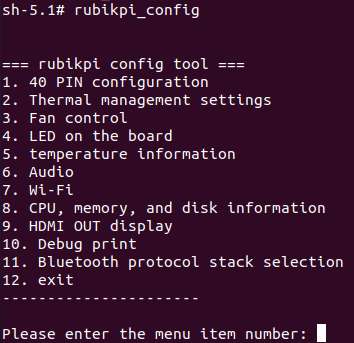 sh-5.1# rubikpi_config
=== rubikpi config tool ===
1. 40 PIN configuration
2. Thermal management settings
3. Fan control
4. LED on the board
5. temperature information
6. Audio
7. Wi-Fi
8. CPU, memory, and disk information
9. HDMI OUT display
10. Debug print
11. Bluetooth protocol stack selection
12. exit
----------------------
Please enter the menu item number: